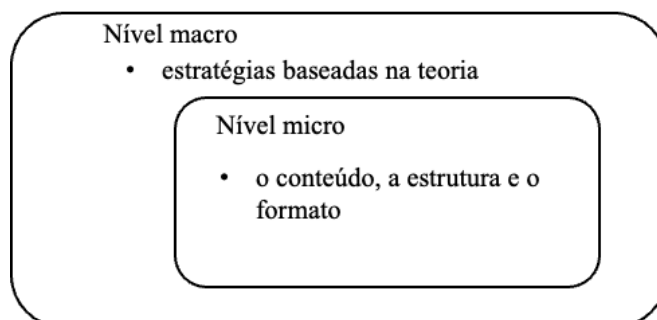 Nível macro
• estratégias baseadas na teoria
Nível micro
• o conteúdo, a estrutura e o
formato